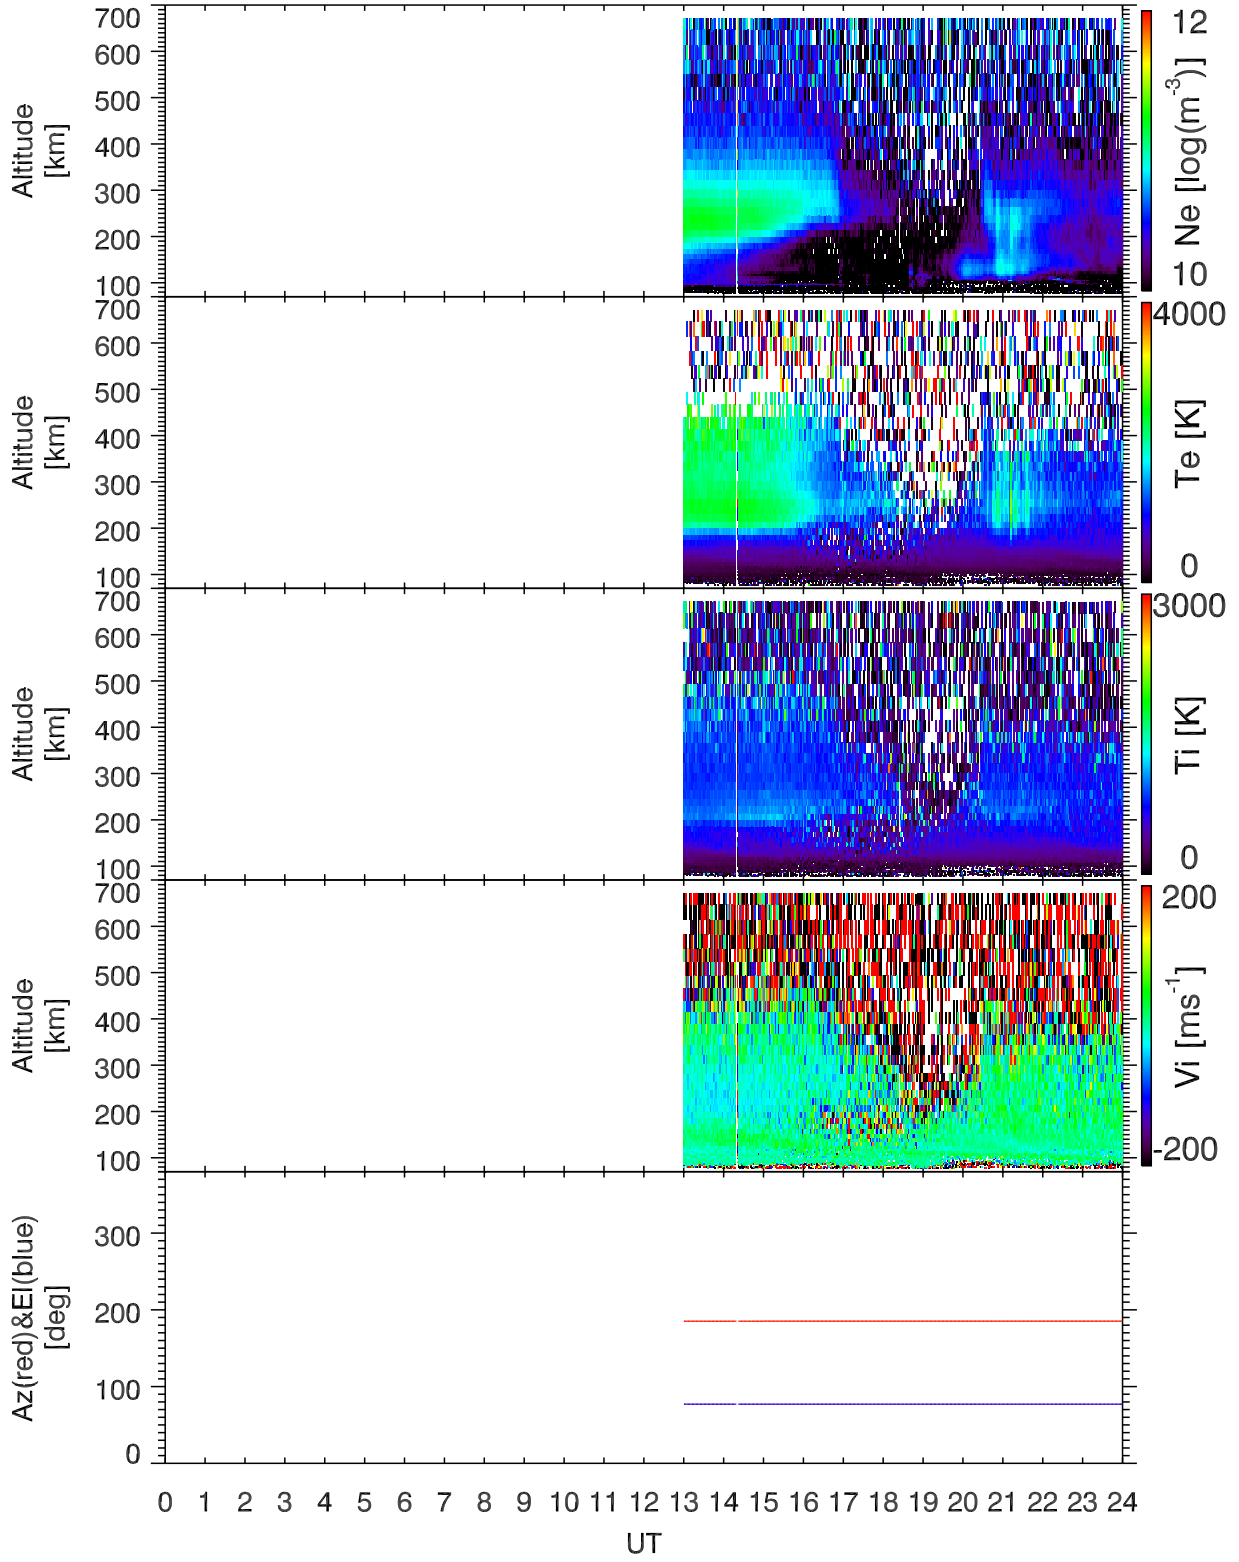 700
600
500
400
300
200
100
Altitude
[km]
12
10
Ne [log(m⁻³)]
700
600
500
400
300
200
100
Altitude
[km]
4000
0
Te [K]
700
600
500
400
300
200
100
Altitude
[km]
3000
0
Ti [K]
700
600
500
400
300
200
100
Altitude
[km]
200
-200
Vi [ms⁻¹]
300
200
100
0
Az(red)&El(blue)
[deg]
0 1 2 3 4 5 6 7 8 9 10 11 12 13 14 15 16 17 18 19 20 21 22 23 24
UT